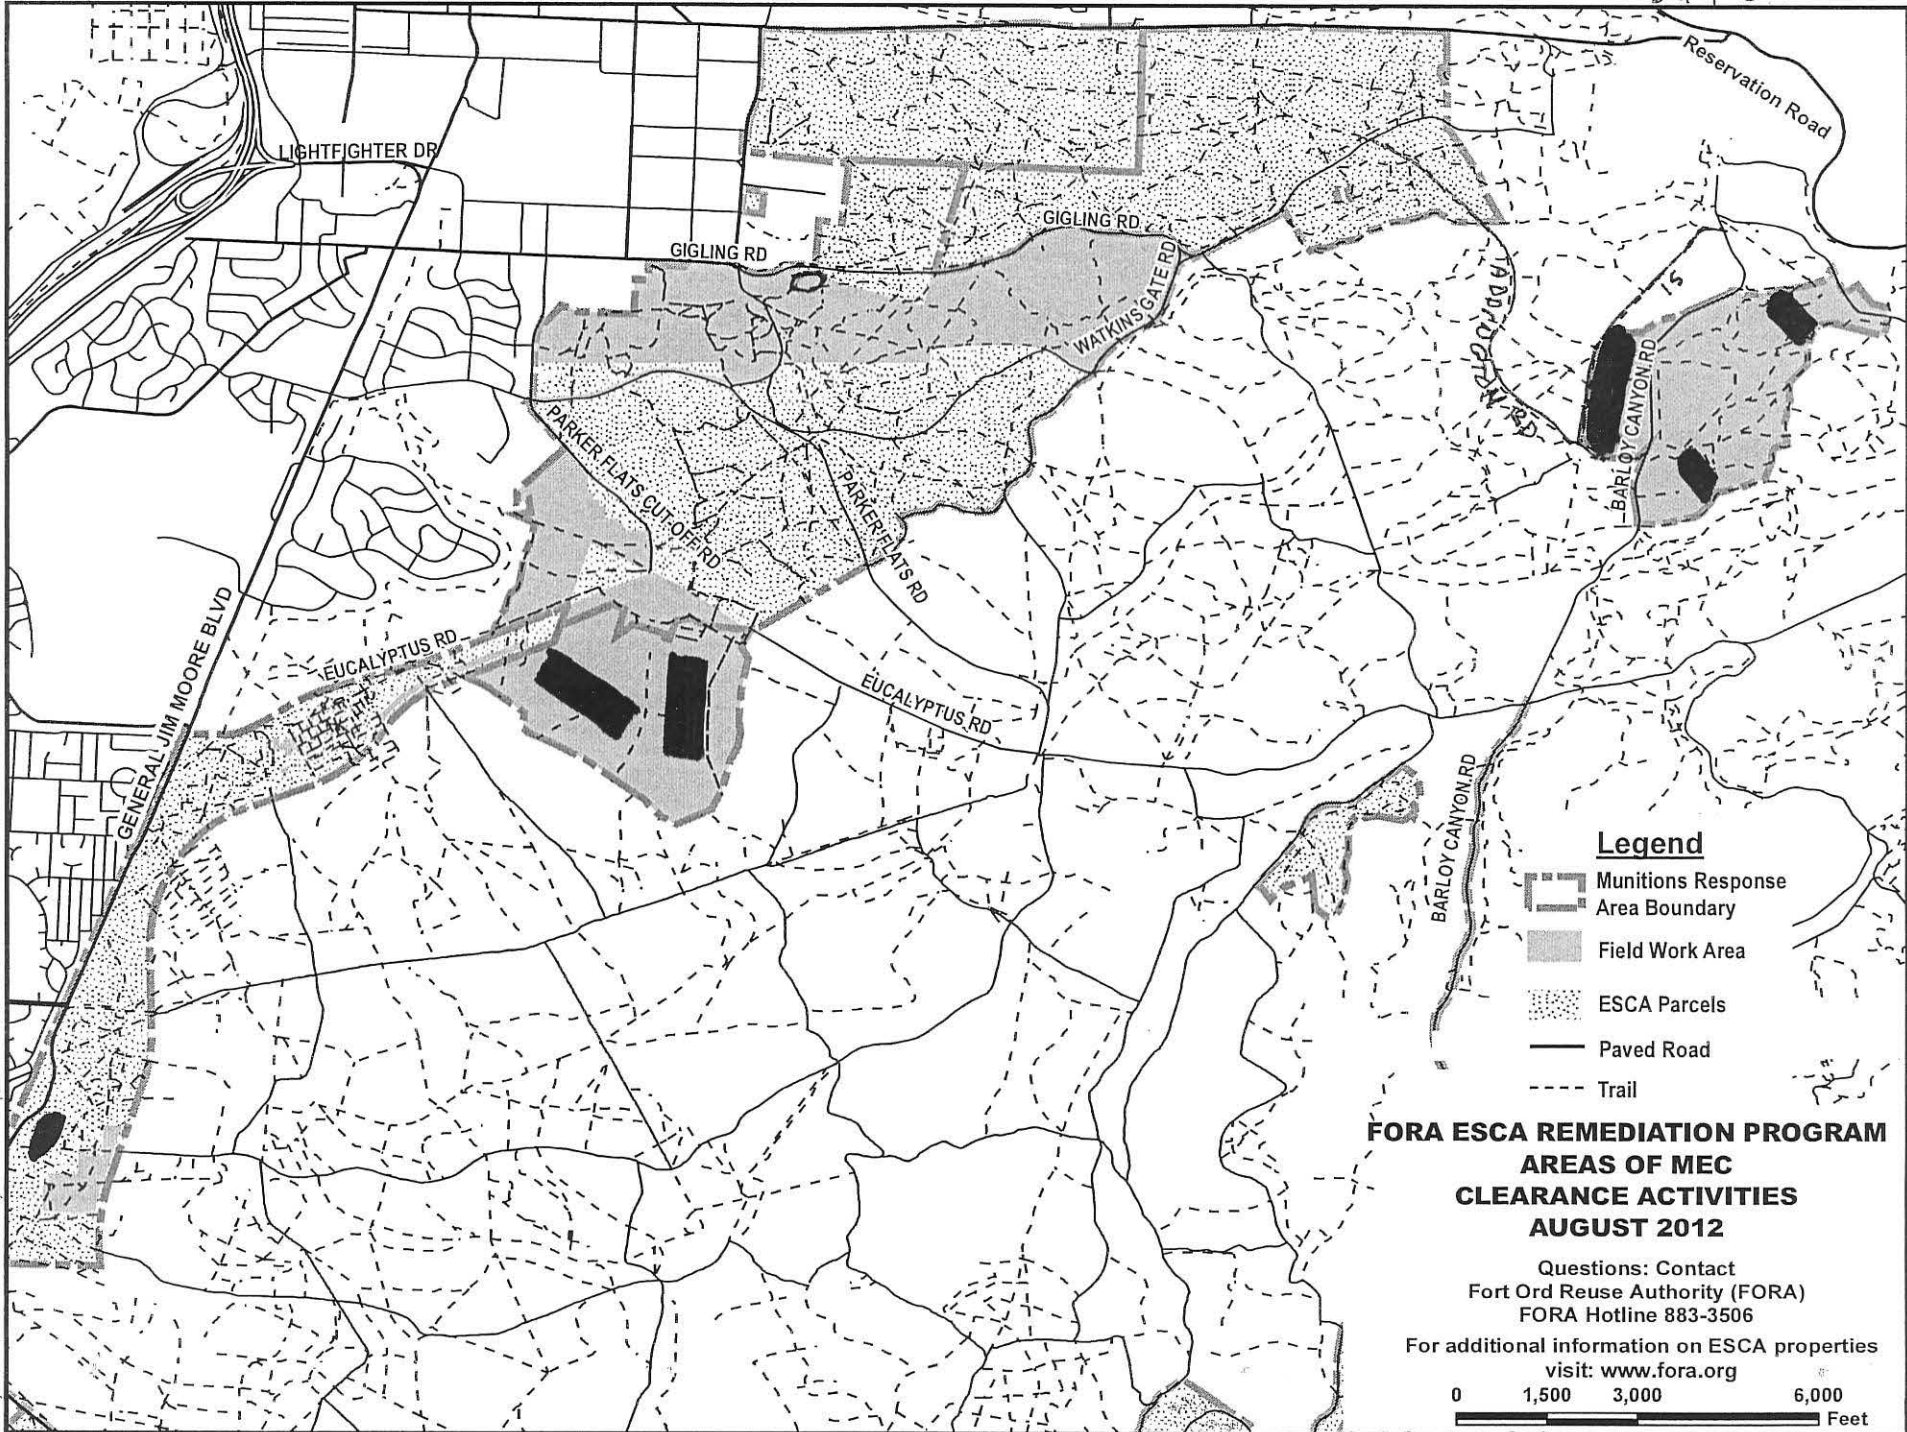 Reservation Road
LIGHTFIGHTER DR
GIGLING RD
GIGLING RD
WATKINS GATE RD
BARLOY CANYON RD
PARKER FLATS CUT-OFF RD
PARKER FLATS RD
GENERAL JIM MOORE BLVD
EUCALYPTUS RD
EUCALYPTUS RD
BARLOY CANYON RD
Legend
Munitions Response
Area Boundary
Field Work Area
ESCA Parcels
Paved Road
Trail
FORA ESCA REMEDIATION PROGRAM
AREAS OF MEC
CLEARANCE ACTIVITIES
AUGUST 2012
Questions: Contact
Fort Ord Reuse Authority (FORA)
FORA Hotline 883-3506
For additional information on ESCA properties
visit: www.fora.org
0 1,500 3,000 6,000
Feet